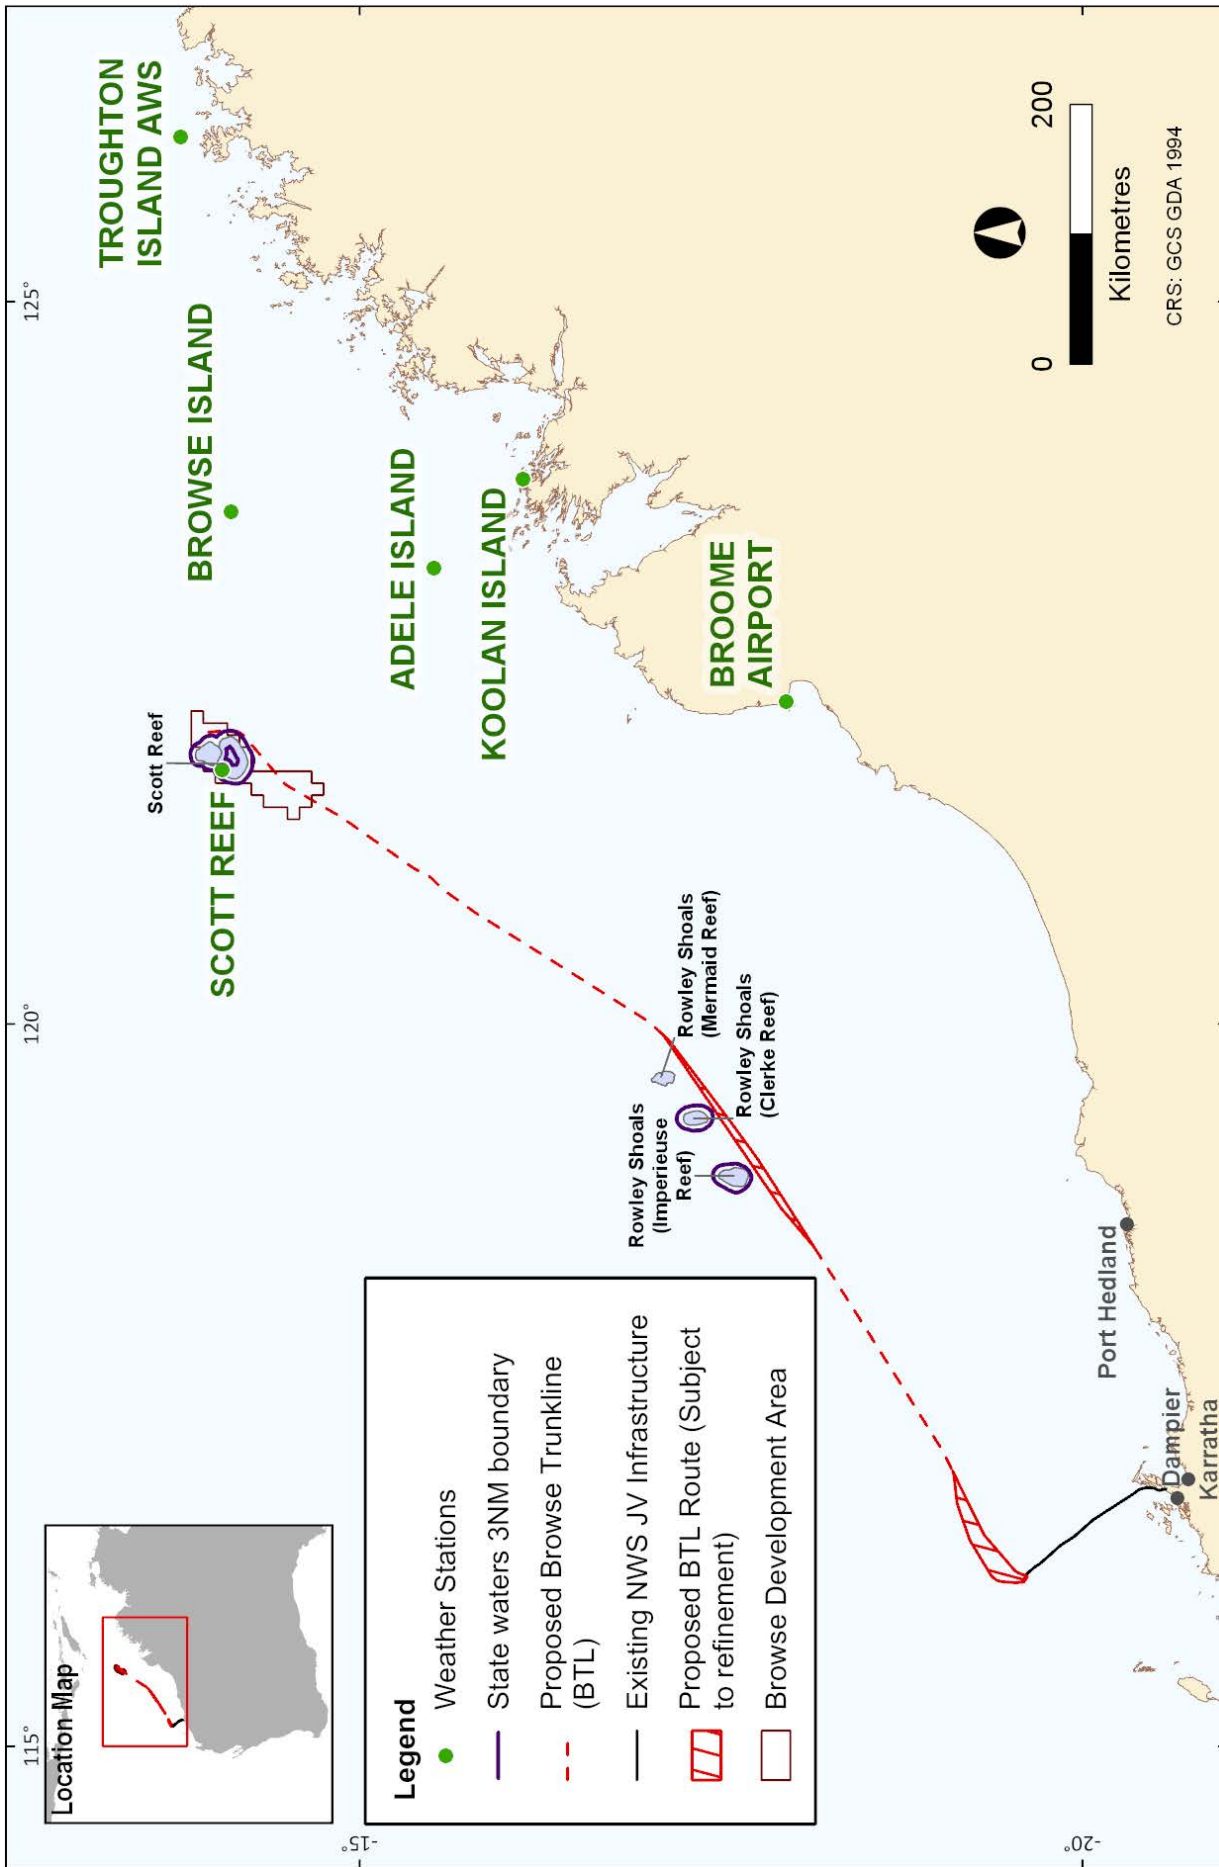 Location Map
115°
120°
125°
-15°
-20°
TROUGHTON
ISLAND AWS
BROWSE ISLAND
Scott Reef
SCOTT REEF
ADELE ISLAND
KOOLAN ISLAND
BROOME
AIRPORT
Rowley Shoals
(Mermaid Reef)
Rowley Shoals
(Clerke Reef)
Rowley Shoals
(Imperieuse
Reef)
Port Hedland
Dampier
Karratha
Legend
Weather Stations
State waters 3NM boundary
Proposed Browse Trunkline
(BTL)
Existing NWS JV Infrastructure
Proposed BTL Route (Subject
to refinement)
Browse Development Area
0 200
Kilometres
CRS: GCS GDA 1994